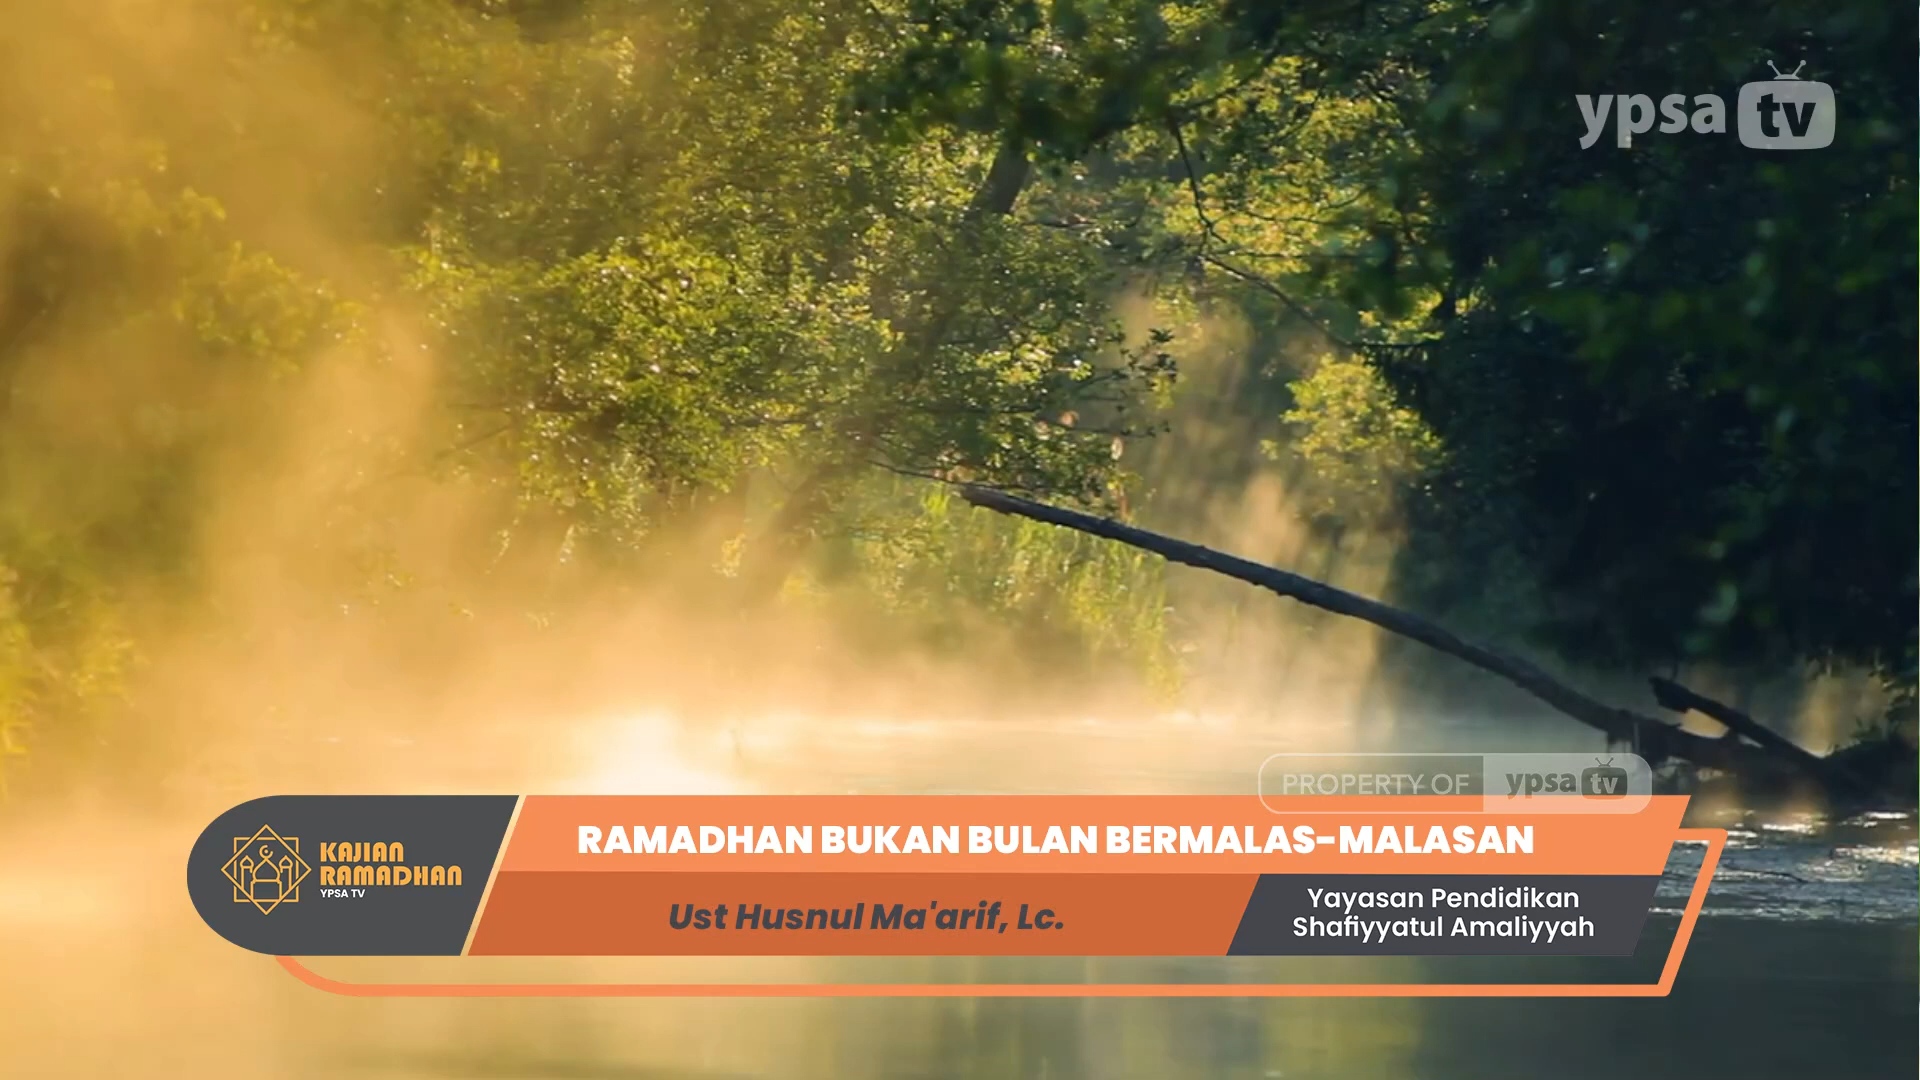 ypsa tv
PROPERTY OF ypsa tv
RAMADHAN BUKAN BULAN BERMALAS-MALASAN
KAJIAN
RAMADHAN
YPSA TV
Ust Husnul Ma'arif, Lc.
Yayasan Pendidikan
Shafiyyatul Amaliyyah